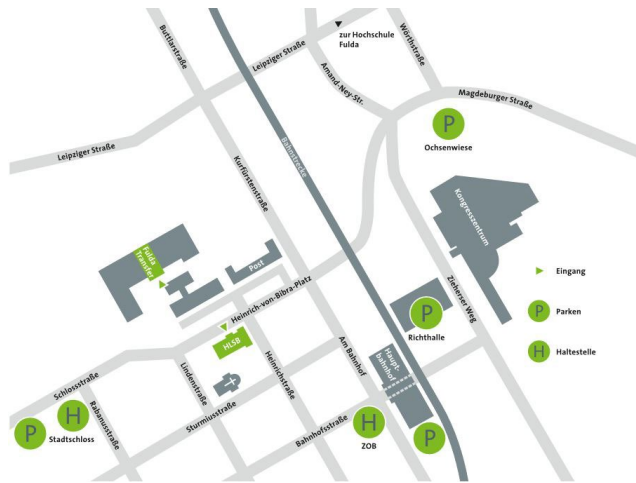 zur Hochschule
Fulda
Buttlarstraße
Leipziger Straße
Amand-Ney-Str.
Wörthstraße
Magdeburger Straße
P
Ochsenwiese
Leipziger Straße
Kurfürstenstraße
Bahnstrecke
Kongresszentrum
Fulda
Transfer
Post
Heinrich-von-Bibra-Platz
Zieherser Weg
Eingang
P
Parken
P
Richthalle
H
Haltestelle
HLSB
Am Bahnhof
Haupt-
bahnhof
Schlossstraße
Lindenstraße
Heinrichstraße
Rabanusstraße
Sturmiusstraße
Bahnhofsstraße
P
H
Stadtschloss
H
ZOB
P